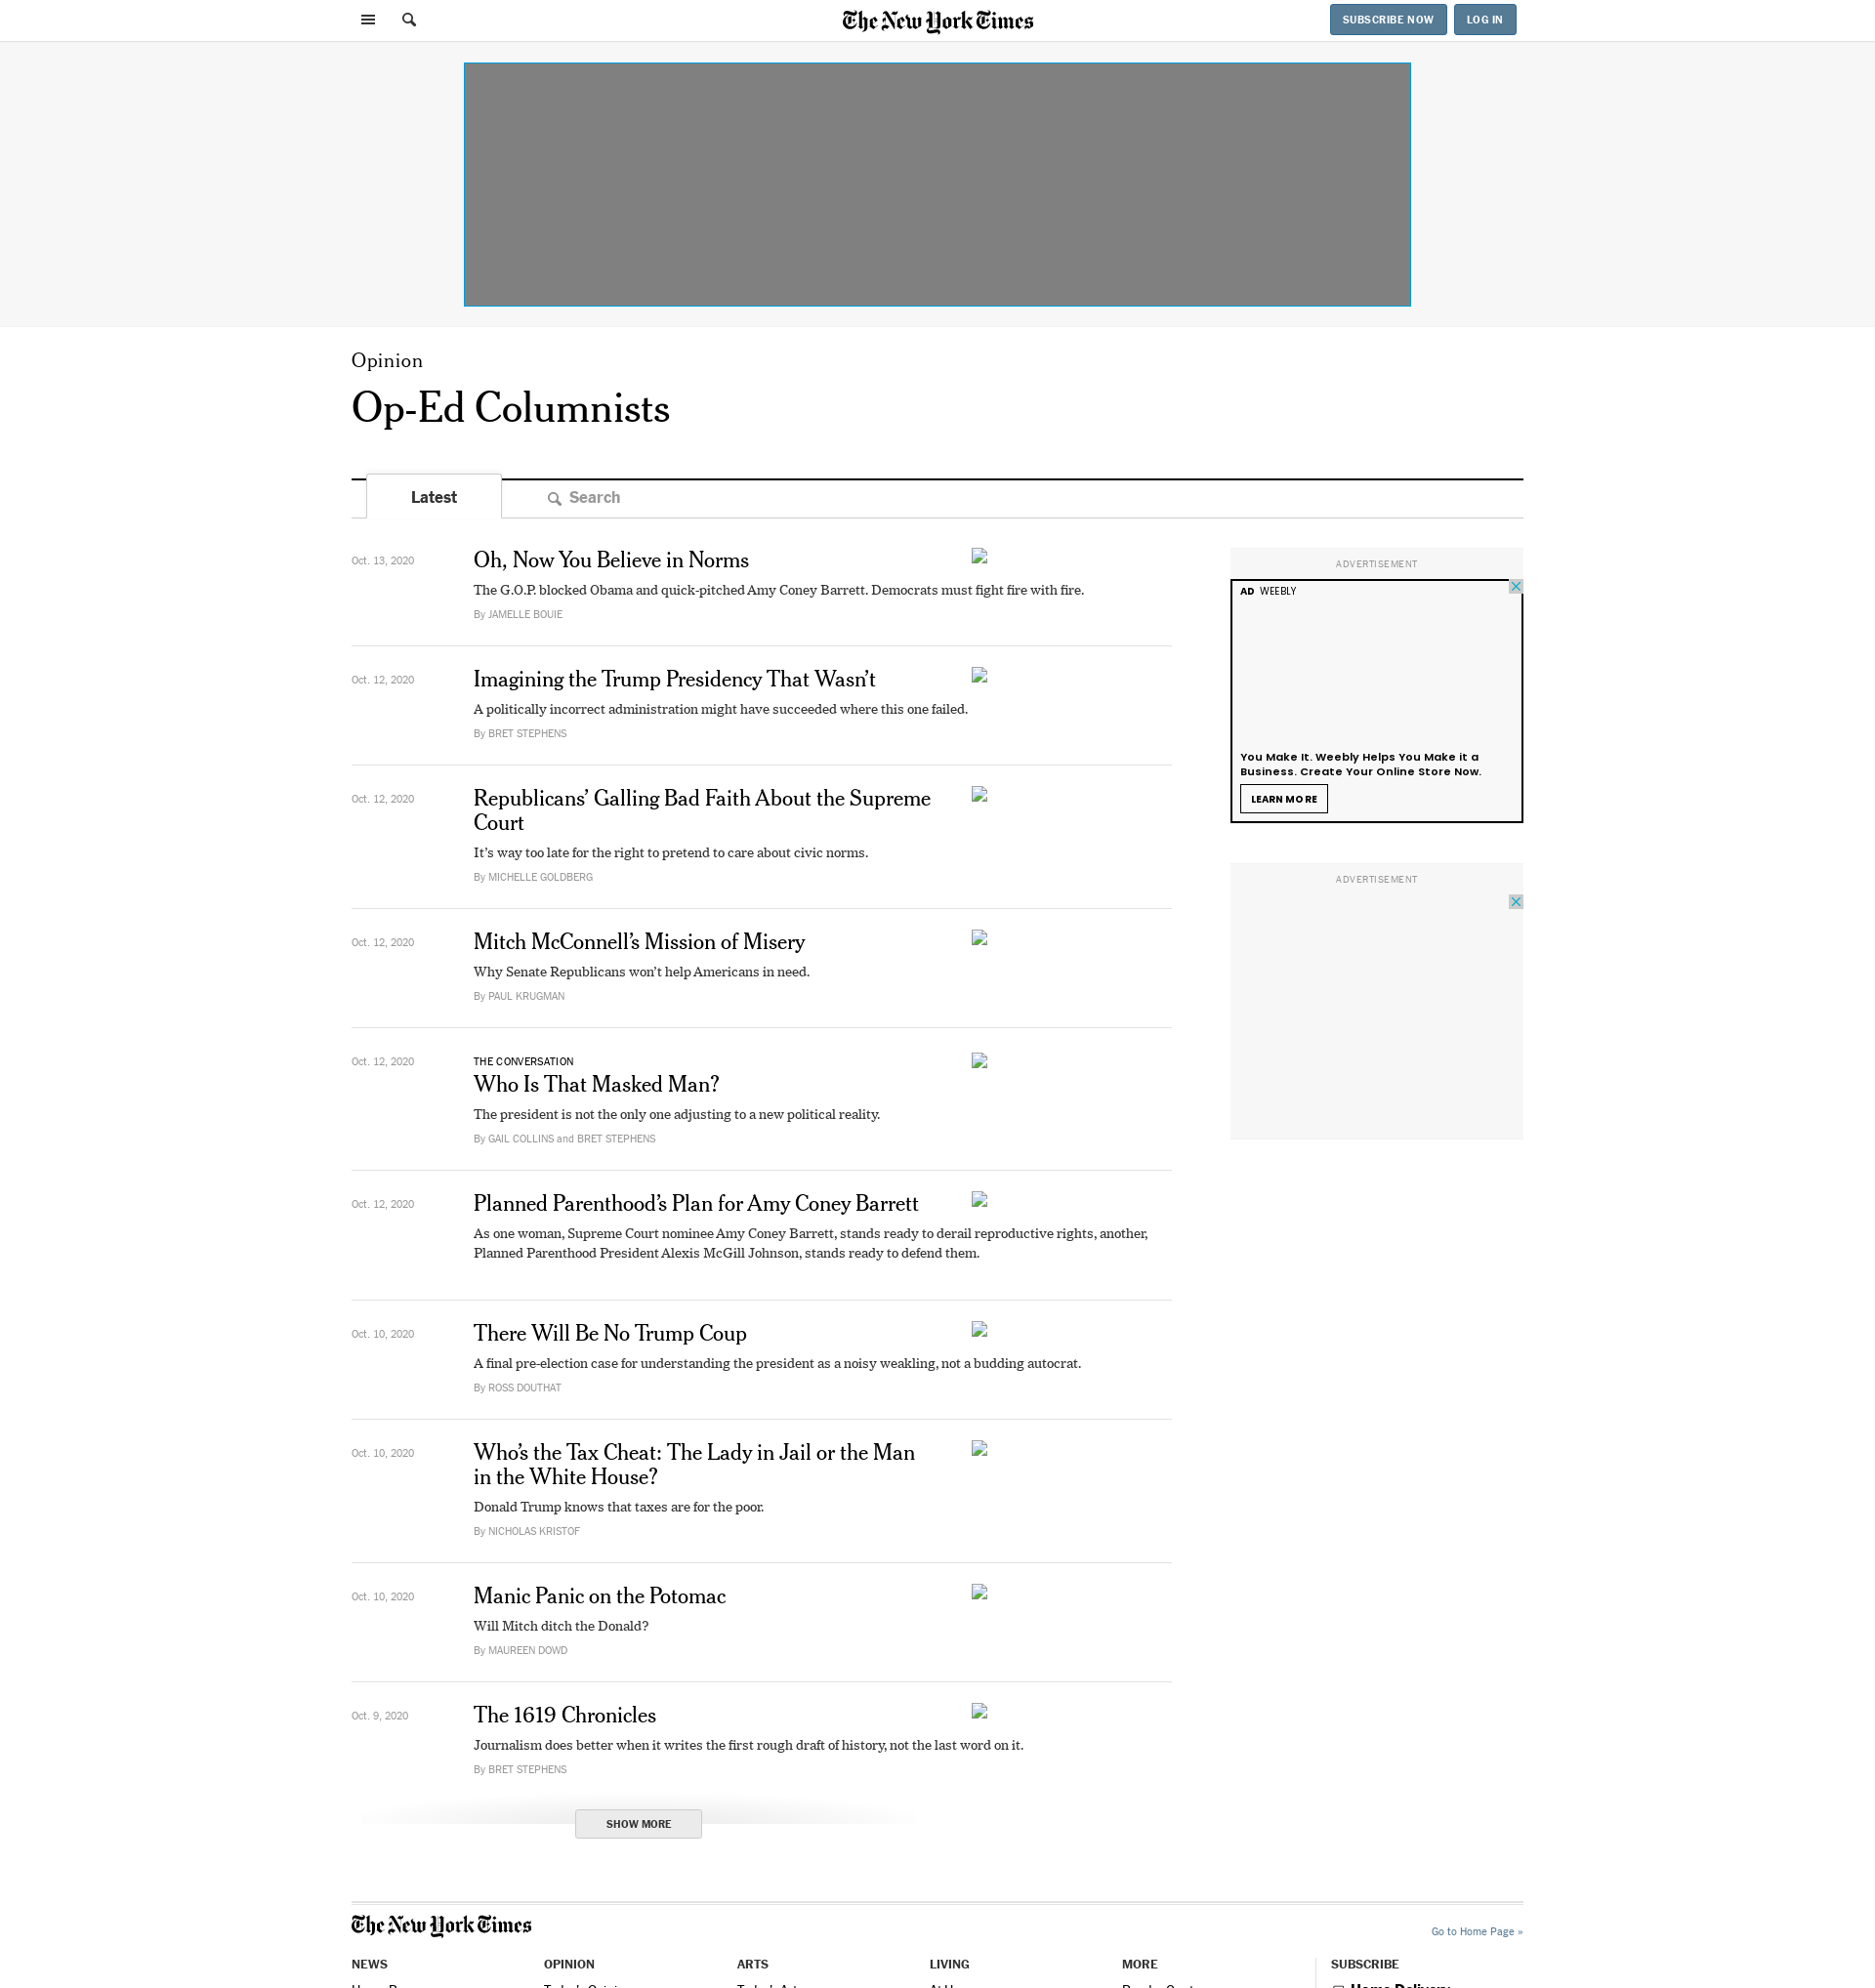 The New York Times
SUBSCRIBE NOW
LOG IN
Opinion
Op-Ed Columnists
Latest
Search
Oct. 13, 2020
Oh, Now You Believe in Norms
The G.O.P. blocked Obama and quick-pitched Amy Coney Barrett. Democrats must fight fire with fire.
By JAMELLE BOUIE
Oct. 12, 2020
Imagining the Trump Presidency That Wasn’t
A politically incorrect administration might have succeeded where this one failed.
By BRET STEPHENS
Oct. 12, 2020
Republicans’ Galling Bad Faith About the Supreme
Court
It’s way too late for the right to pretend to care about civic norms.
By MICHELLE GOLDBERG
Oct. 12, 2020
Mitch McConnell’s Mission of Misery
Why Senate Republicans won’t help Americans in need.
By PAUL KRUGMAN
Oct. 12, 2020
THE CONVERSATION
Who Is That Masked Man?
The president is not the only one adjusting to a new political reality.
By GAIL COLLINS and BRET STEPHENS
Oct. 12, 2020
Planned Parenthood’s Plan for Amy Coney Barrett
As one woman, Supreme Court nominee Amy Coney Barrett, stands ready to derail reproductive rights, another,
Planned Parenthood President Alexis McGill Johnson, stands ready to defend them.
Oct. 10, 2020
There Will Be No Trump Coup
A final pre-election case for understanding the president as a noisy weakling, not a budding autocrat.
By ROSS DOUTHAT
Oct. 10, 2020
Who’s the Tax Cheat: The Lady in Jail or the Man
in the White House?
Donald Trump knows that taxes are for the poor.
By NICHOLAS KRISTOF
Oct. 10, 2020
Manic Panic on the Potomac
Will Mitch ditch the Donald?
By MAUREEN DOWD
Oct. 9, 2020
The 1619 Chronicles
Journalism does better when it writes the first rough draft of history, not the last word on it.
By BRET STEPHENS
SHOW MORE
ADVERTISEMENT
AD WEEBLY
You Make It. Weebly Helps You Make it a
Business. Create Your Online Store Now.
LEARN MORE
ADVERTISEMENT
The New York Times
Go to Home Page »
NEWS
OPINION
ARTS
LIVING
MORE
SUBSCRIBE
Home Delivery